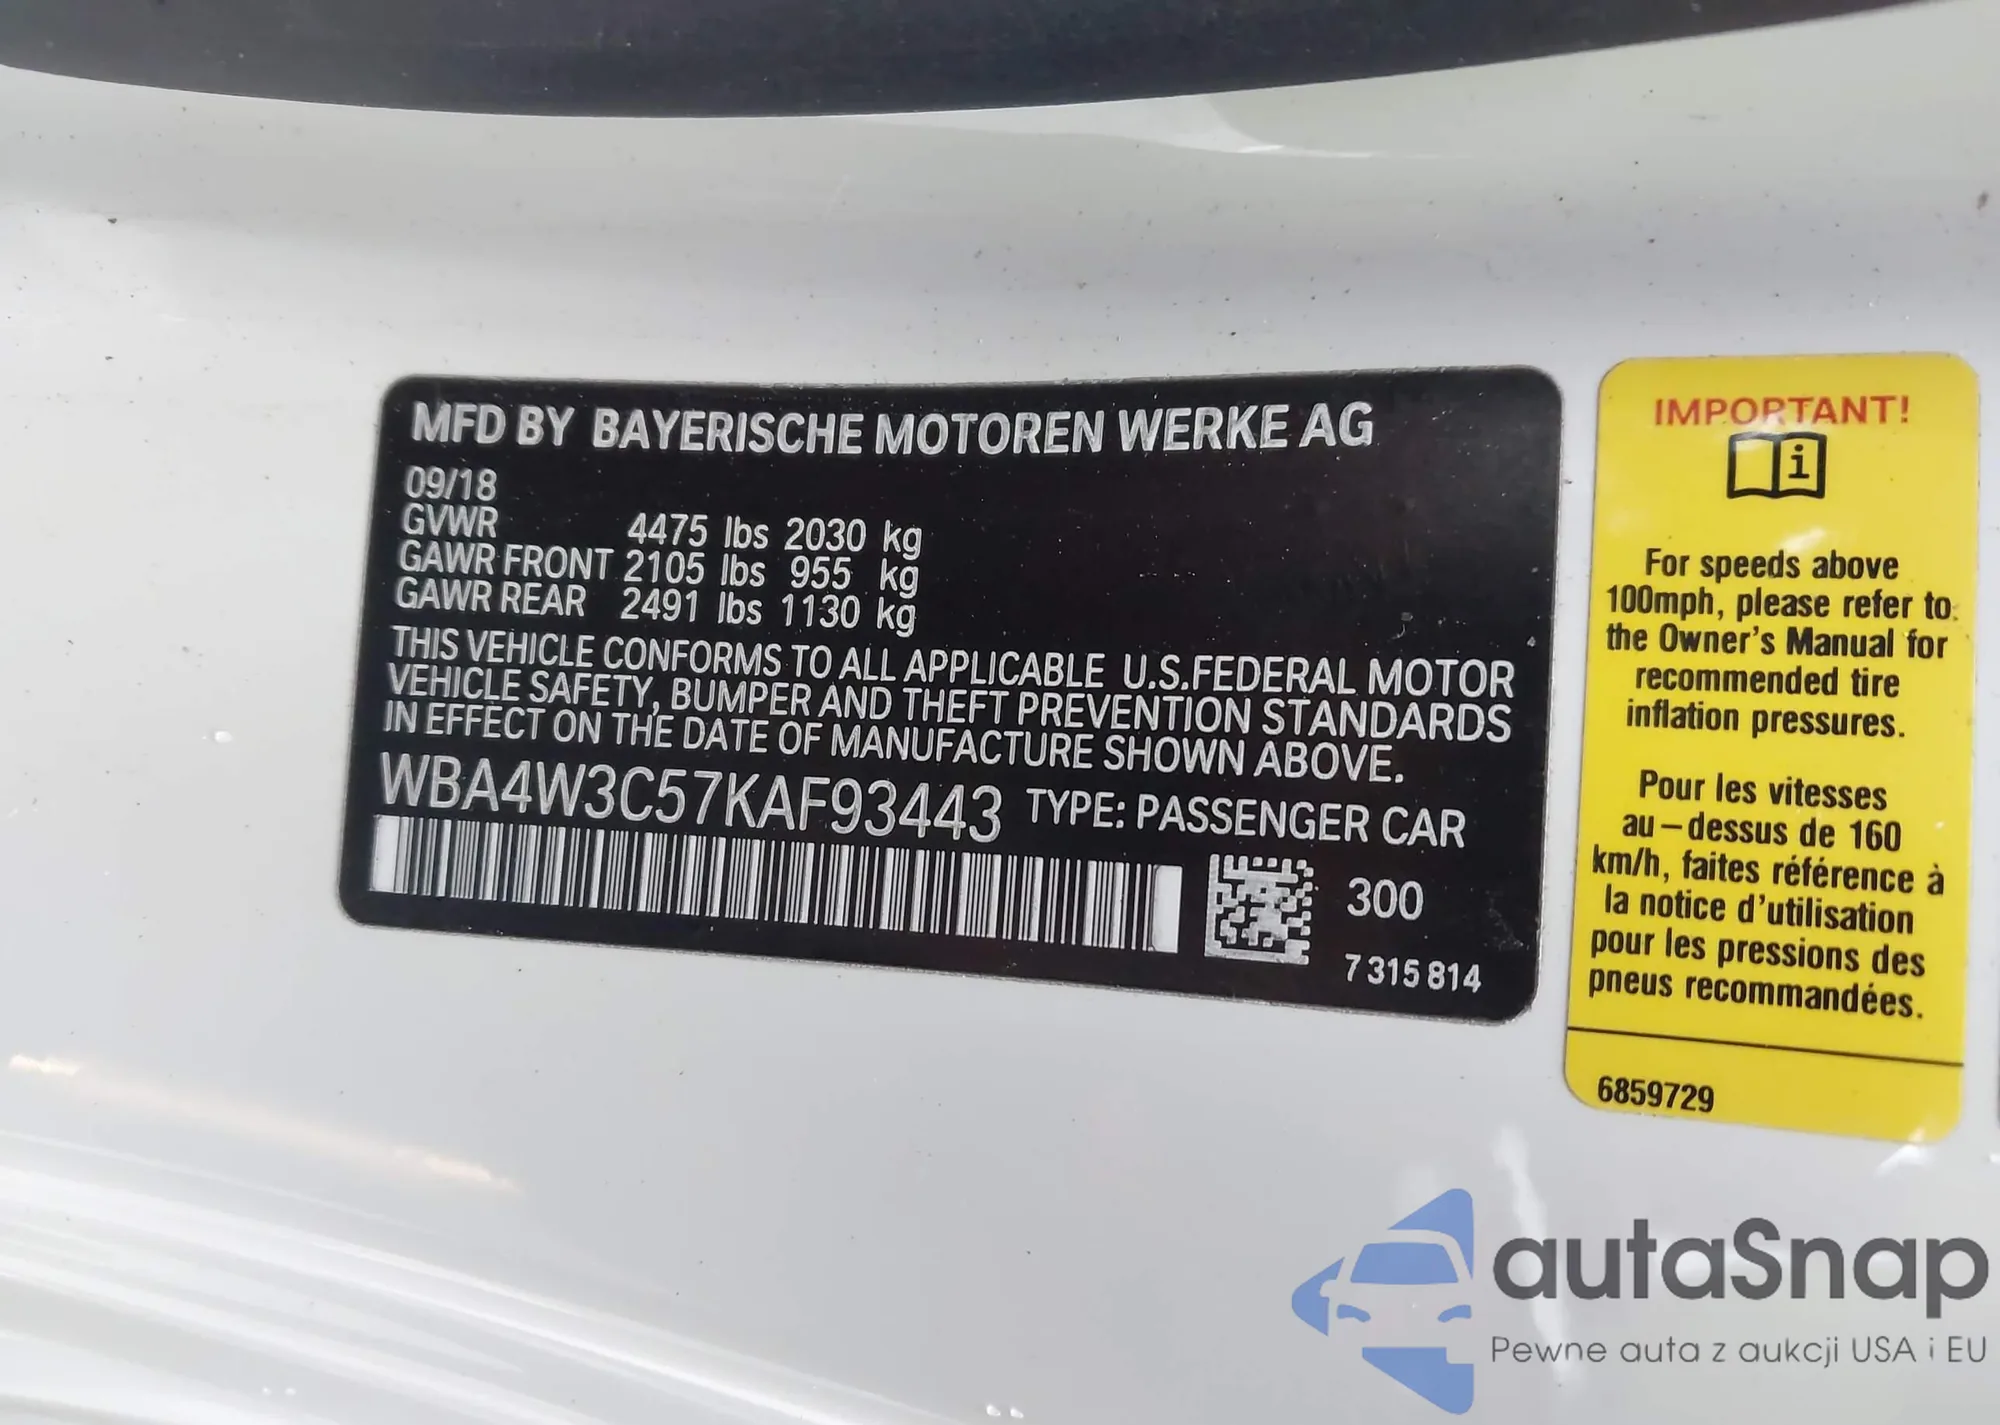 MFD BY BAYERISCHE MOTOREN WERKE AG
09/18
GVWR 4475 lbs 2030 kg
GAWR FRONT 2105 lbs 955 kg
GAWR REAR 2491 lbs 1130 kg
THIS VEHICLE CONFORMS TO ALL APPLICABLE U.S.FEDERAL MOTOR
VEHICLE SAFETY, BUMPER AND THEFT PREVENTION STANDARDS
IN EFFECT ON THE DATE OF MANUFACTURE SHOWN ABOVE.
WBA4W3C57KAF93443 TYPE: PASSENGER CAR
300
7 315 814
IMPORTANT!
i
For speeds above
100mph, please refer to
the Owner's Manual for
recommended tire
inflation pressures.
Pour les vitesses
au-dessus de 160
km/h, faites référence à
la notice d'utilisation
pour les pressions des
pneus recommandées.
6859729
autaSnap
Pewne auta z aukcji USA i EU